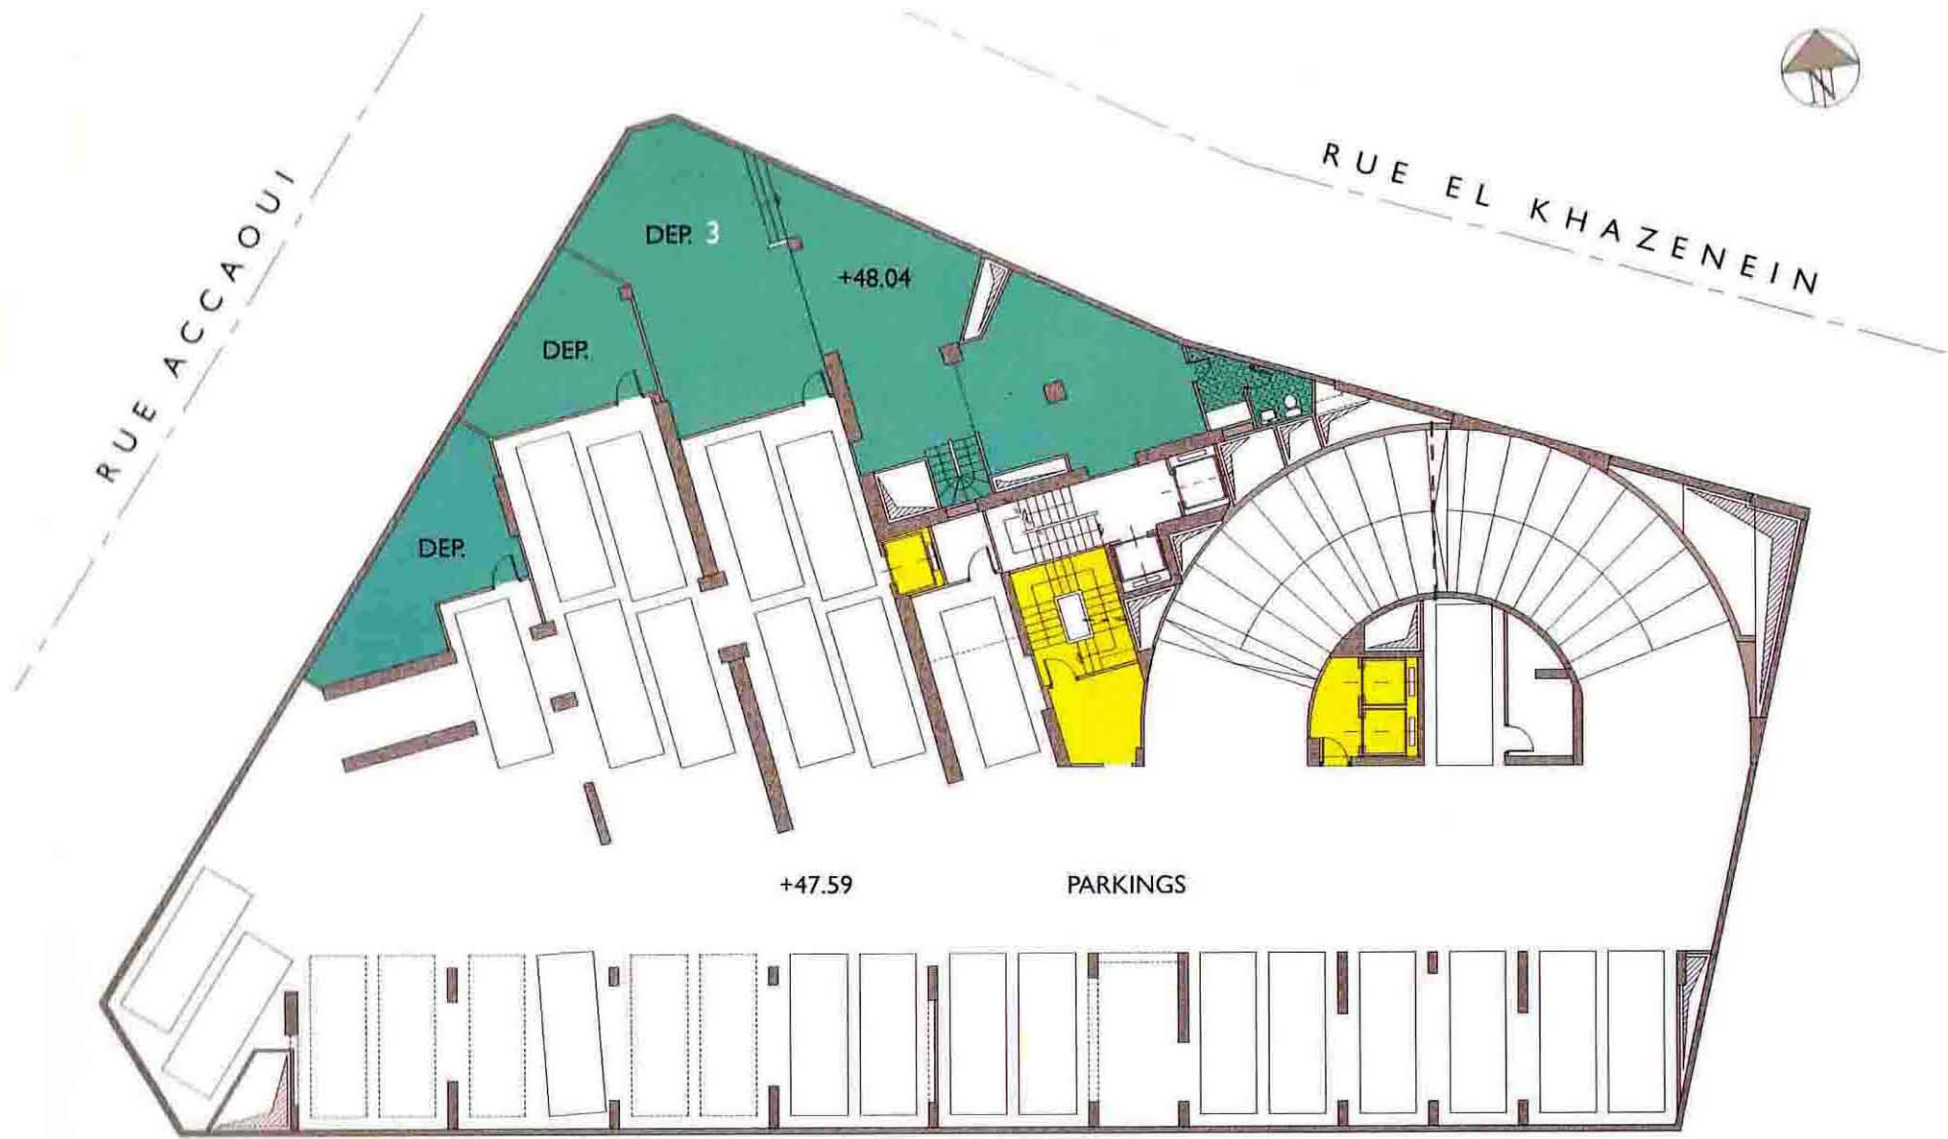 N
RUE ACCAOUI
RUE EL KHAZENEIN
DEP. 3
+48.04
DEP.
DEP.
+47.59
PARKINGS